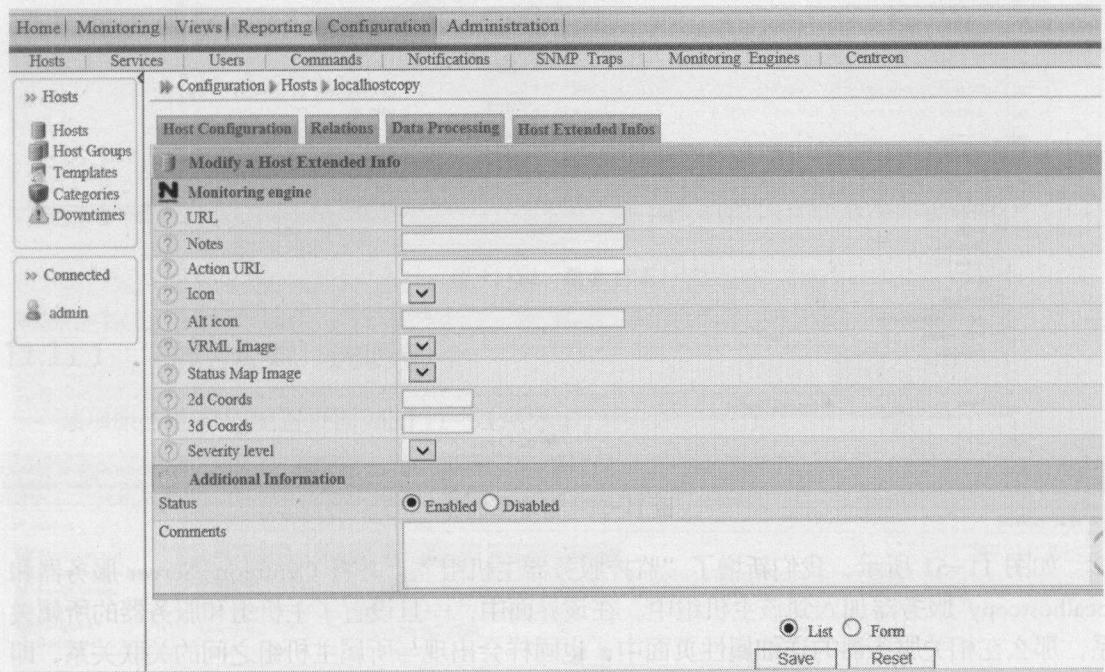 Home | Monitoring | Views | Reporting | Configuration | Administration |
Hosts | Services | Users | Commands | Notifications | SNMP Traps | Monitoring Engines | Centreon
Hosts
Hosts
Host Groups
Templates
Categories
Downtimes
Connected
admin
Configuration Hosts localhostcopy
Host Configuration Relations Data Processing Host Extended Infos
Modify a Host Extended Info
N Monitoring engine
? URL
? Notes
? Action URL
? Icon
? Alt icon
? VRML Image
? Status Map Image
? 2d Coords
? 3d Coords
? Severity level
Additional Information
Status Enabled Disabled
Comments
List Form
Save Reset